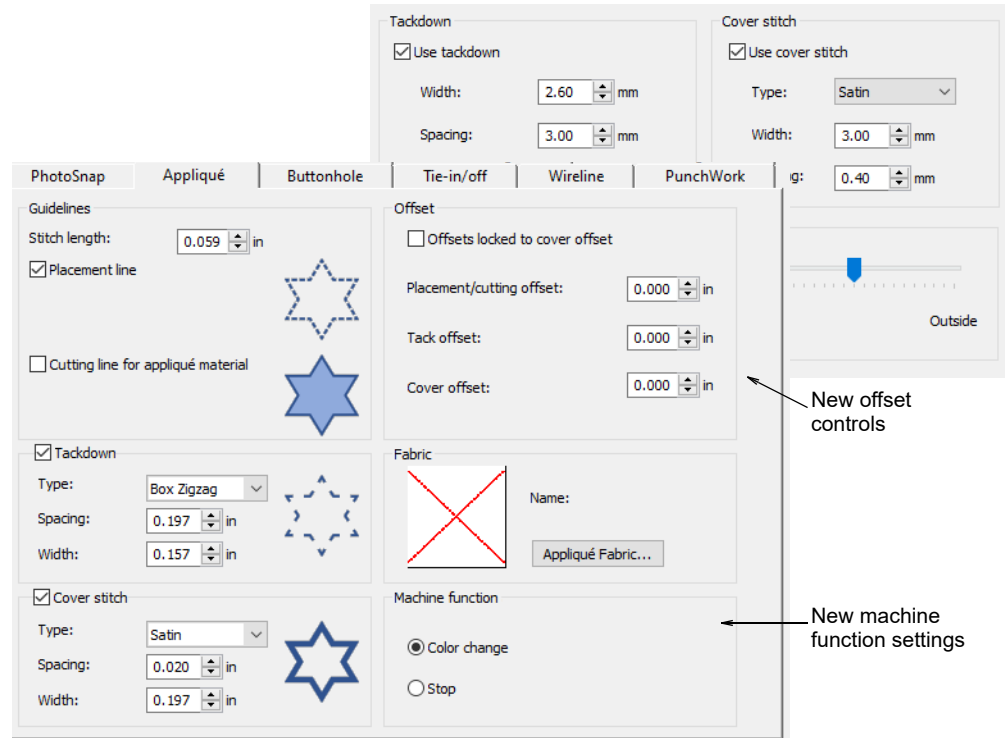 Tackdown
Use tackdown
Width: 2.60 mm
Spacing: 3.00 mm
Cover stitch
Use cover stitch
Type: Satin
Width: 3.00 mm
g: 0.40 mm
Outside
PhotoSnap Appliqué Buttonhole Tie-in/off Wireline PunchWork
Guidelines
Stitch length: 0.059 in
Placement line
Cutting line for appliqué material
Offset
Offsets locked to cover offset
Placement/cutting offset: 0.000 in
Tack offset: 0.000 in
Cover offset: 0.000 in
New offset
controls
Tackdown
Type: Box Zigzag
Spacing: 0.197 in
Width: 0.157 in
Fabric
Name:
Appliqué Fabric...
Cover stitch
Type: Satin
Spacing: 0.020 in
Width: 0.197 in
Machine function
Color change
Stop
New machine
function settings